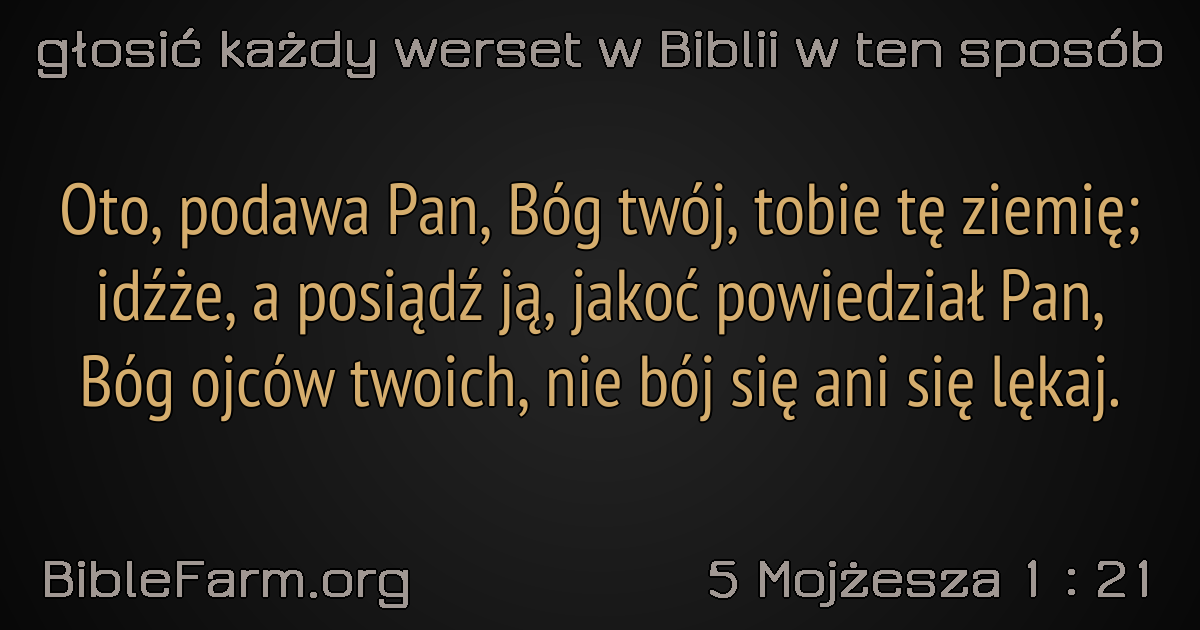 głosić każdy werset w Biblii w ten sposób
Oto, podawa Pan, Bóg twój, tobie tę ziemię;
idźże, a posiądź ją, jakoć powiedział Pan,
Bóg ojców twoich, nie bój się ani się lękaj.
BibleFarm.org
5 Mojżesza 1 : 21